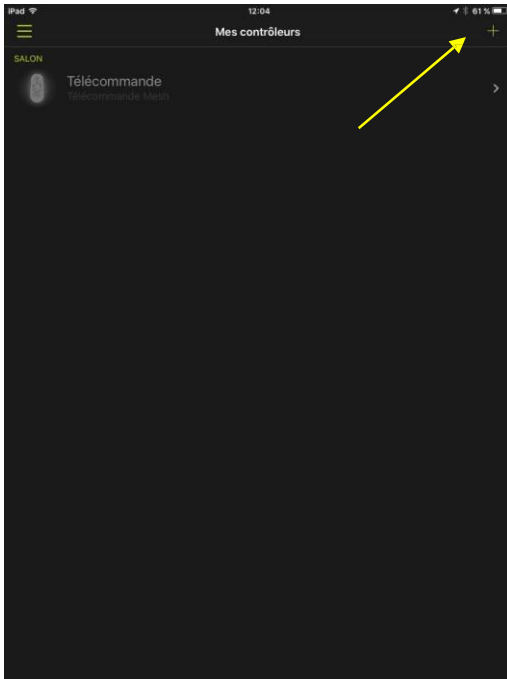 iPad 12:04 61 %
Mes contrôleurs
SALON
Télécommande
Télécommande Mesh